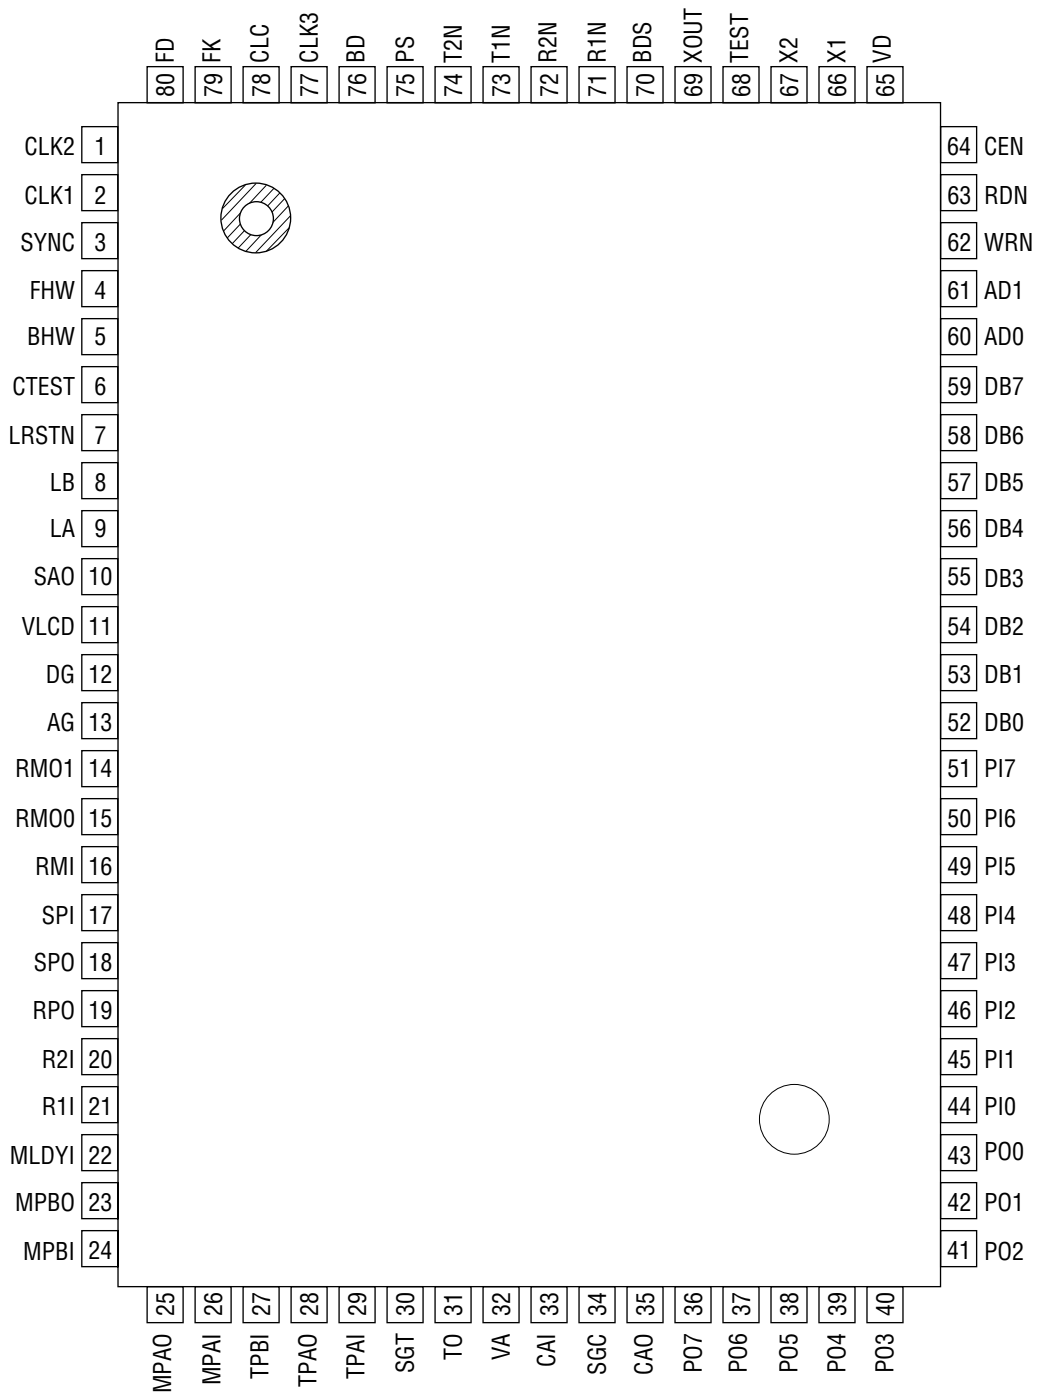 FD FK CLC CLK3 BD PS T2N T1N R2N R1N BDS XOUT TEST X2 X1 VD
80 79 78 77 76 75 74 73 72 71 70 69 68 67 66 65
CLK2 1 64 CEN
CLK1 2 63 RDN
SYNC 3 62 WRN
FHW 4 61 AD1
BHW 5 60 AD0
CTEST 6 59 DB7
LRSTN 7 58 DB6
LB 8 57 DB5
LA 9 56 DB4
SAO 10 55 DB3
VLCD 11 54 DB2
DG 12 53 DB1
AG 13 52 DB0
RMO1 14 51 PI7
RMO0 15 50 PI6
RMI 16 49 PI5
SPI 17 48 PI4
SPO 18 47 PI3
RPO 19 46 PI2
R2I 20 45 PI1
R1I 21 44 PI0
MLDYI 22 43 PO0
MPBO 23 42 PO1
MPBI 24 41 PO2
25 26 27 28 29 30 31 32 33 34 35 36 37 38 39 40
MPAO MPAI TPBI TPAO TPAI SGT TO VA CAI SGC CAO PO7 PO6 PO5 PO4 PO3